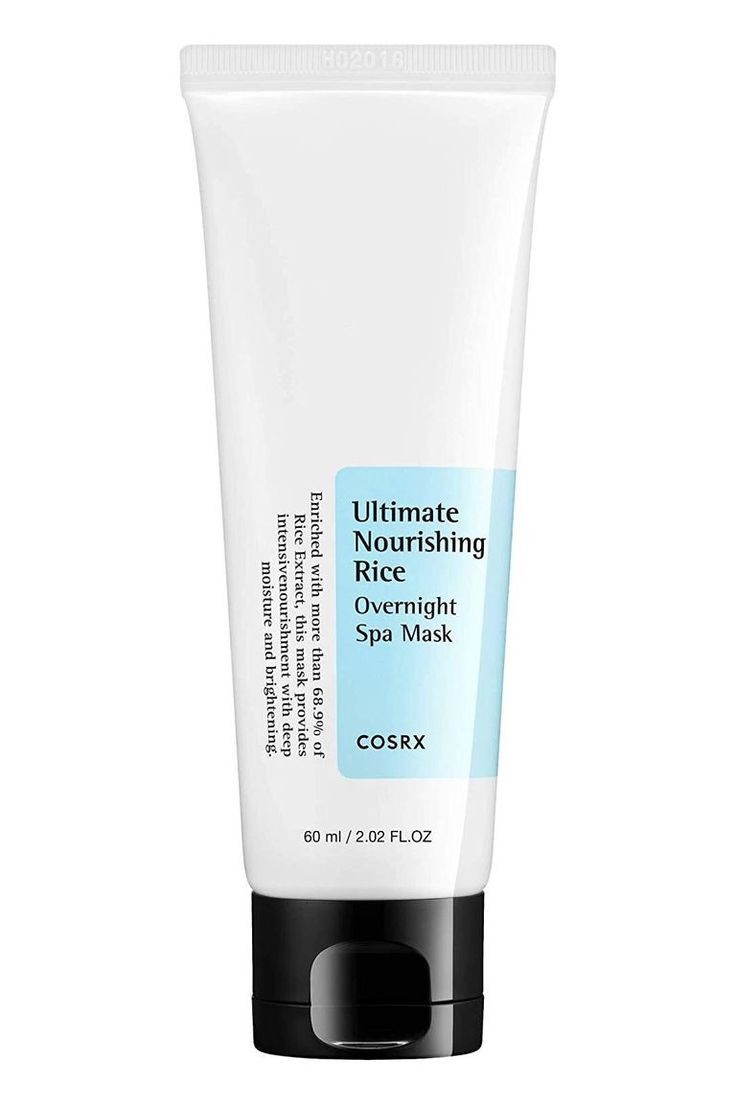 H02018
Ultimate
Nourishing
Rice
Overnight
Spa Mask
COSRX
Enriched with more than 68.9% of
Rice Extract, this mask provides
intensivenourishment with deep
moisture and brightening.
60 ml / 2.02 FL.OZ